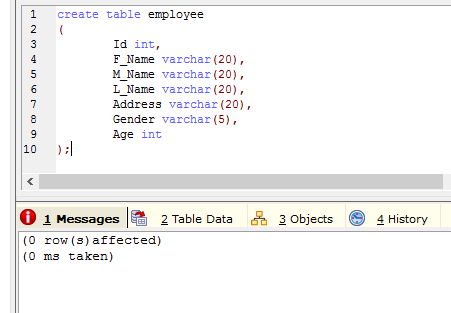 1 create table employee
2 (
3 Id int,
4 F_Name varchar(20),
5 M_Name varchar(20),
6 L_Name varchar(20),
7 Address varchar(20),
8 Gender varchar(5),
9 Age int
10 );
1 Messages 2 Table Data 3 Objects 4 History
(0 row(s)affected)
(0 ms taken)